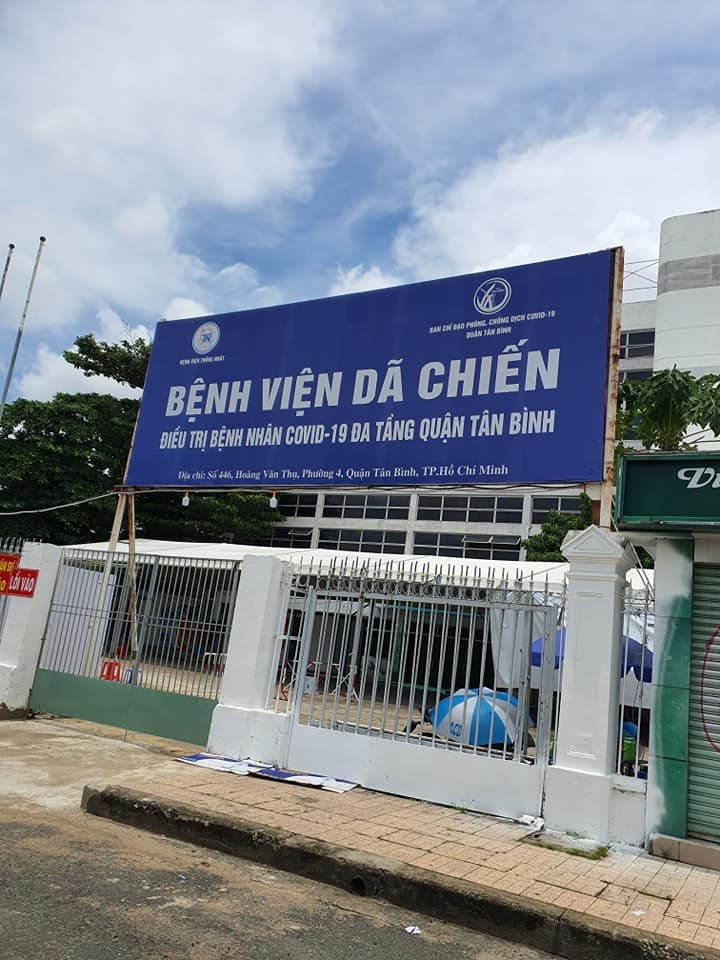 BỆNH VIỆN THỐNG NHẤT
BAN CHỈ ĐẠO PHÒNG, CHỐNG DỊCH COVID-19
QUẬN TÂN BÌNH
BỆNH VIỆN DÃ CHIẾN
ĐIỀU TRỊ BỆNH NHÂN COVID-19 ĐA TẦNG QUẬN TÂN BÌNH
Địa chỉ: Số 446, Hoàng Văn Thụ, Phường 4, Quận Tân Bình, TP.Hồ Chí Minh
LỐI VÀO